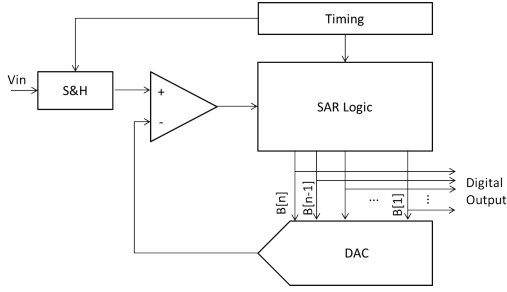 Timing
Vin
S&H
+
-
SAR Logic
B[n]
B[n-1]
...
B[1]
...
Digital
Output
DAC